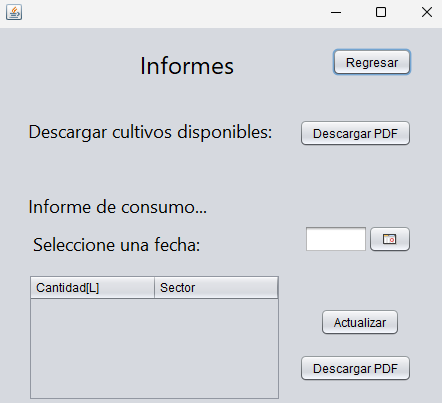 Informes
Regresar
Descargar cultivos disponibles:
Descargar PDF
Informe de consumo...
Seleccione una fecha:
Cantidad[L] Sector
Actualizar
Descargar PDF